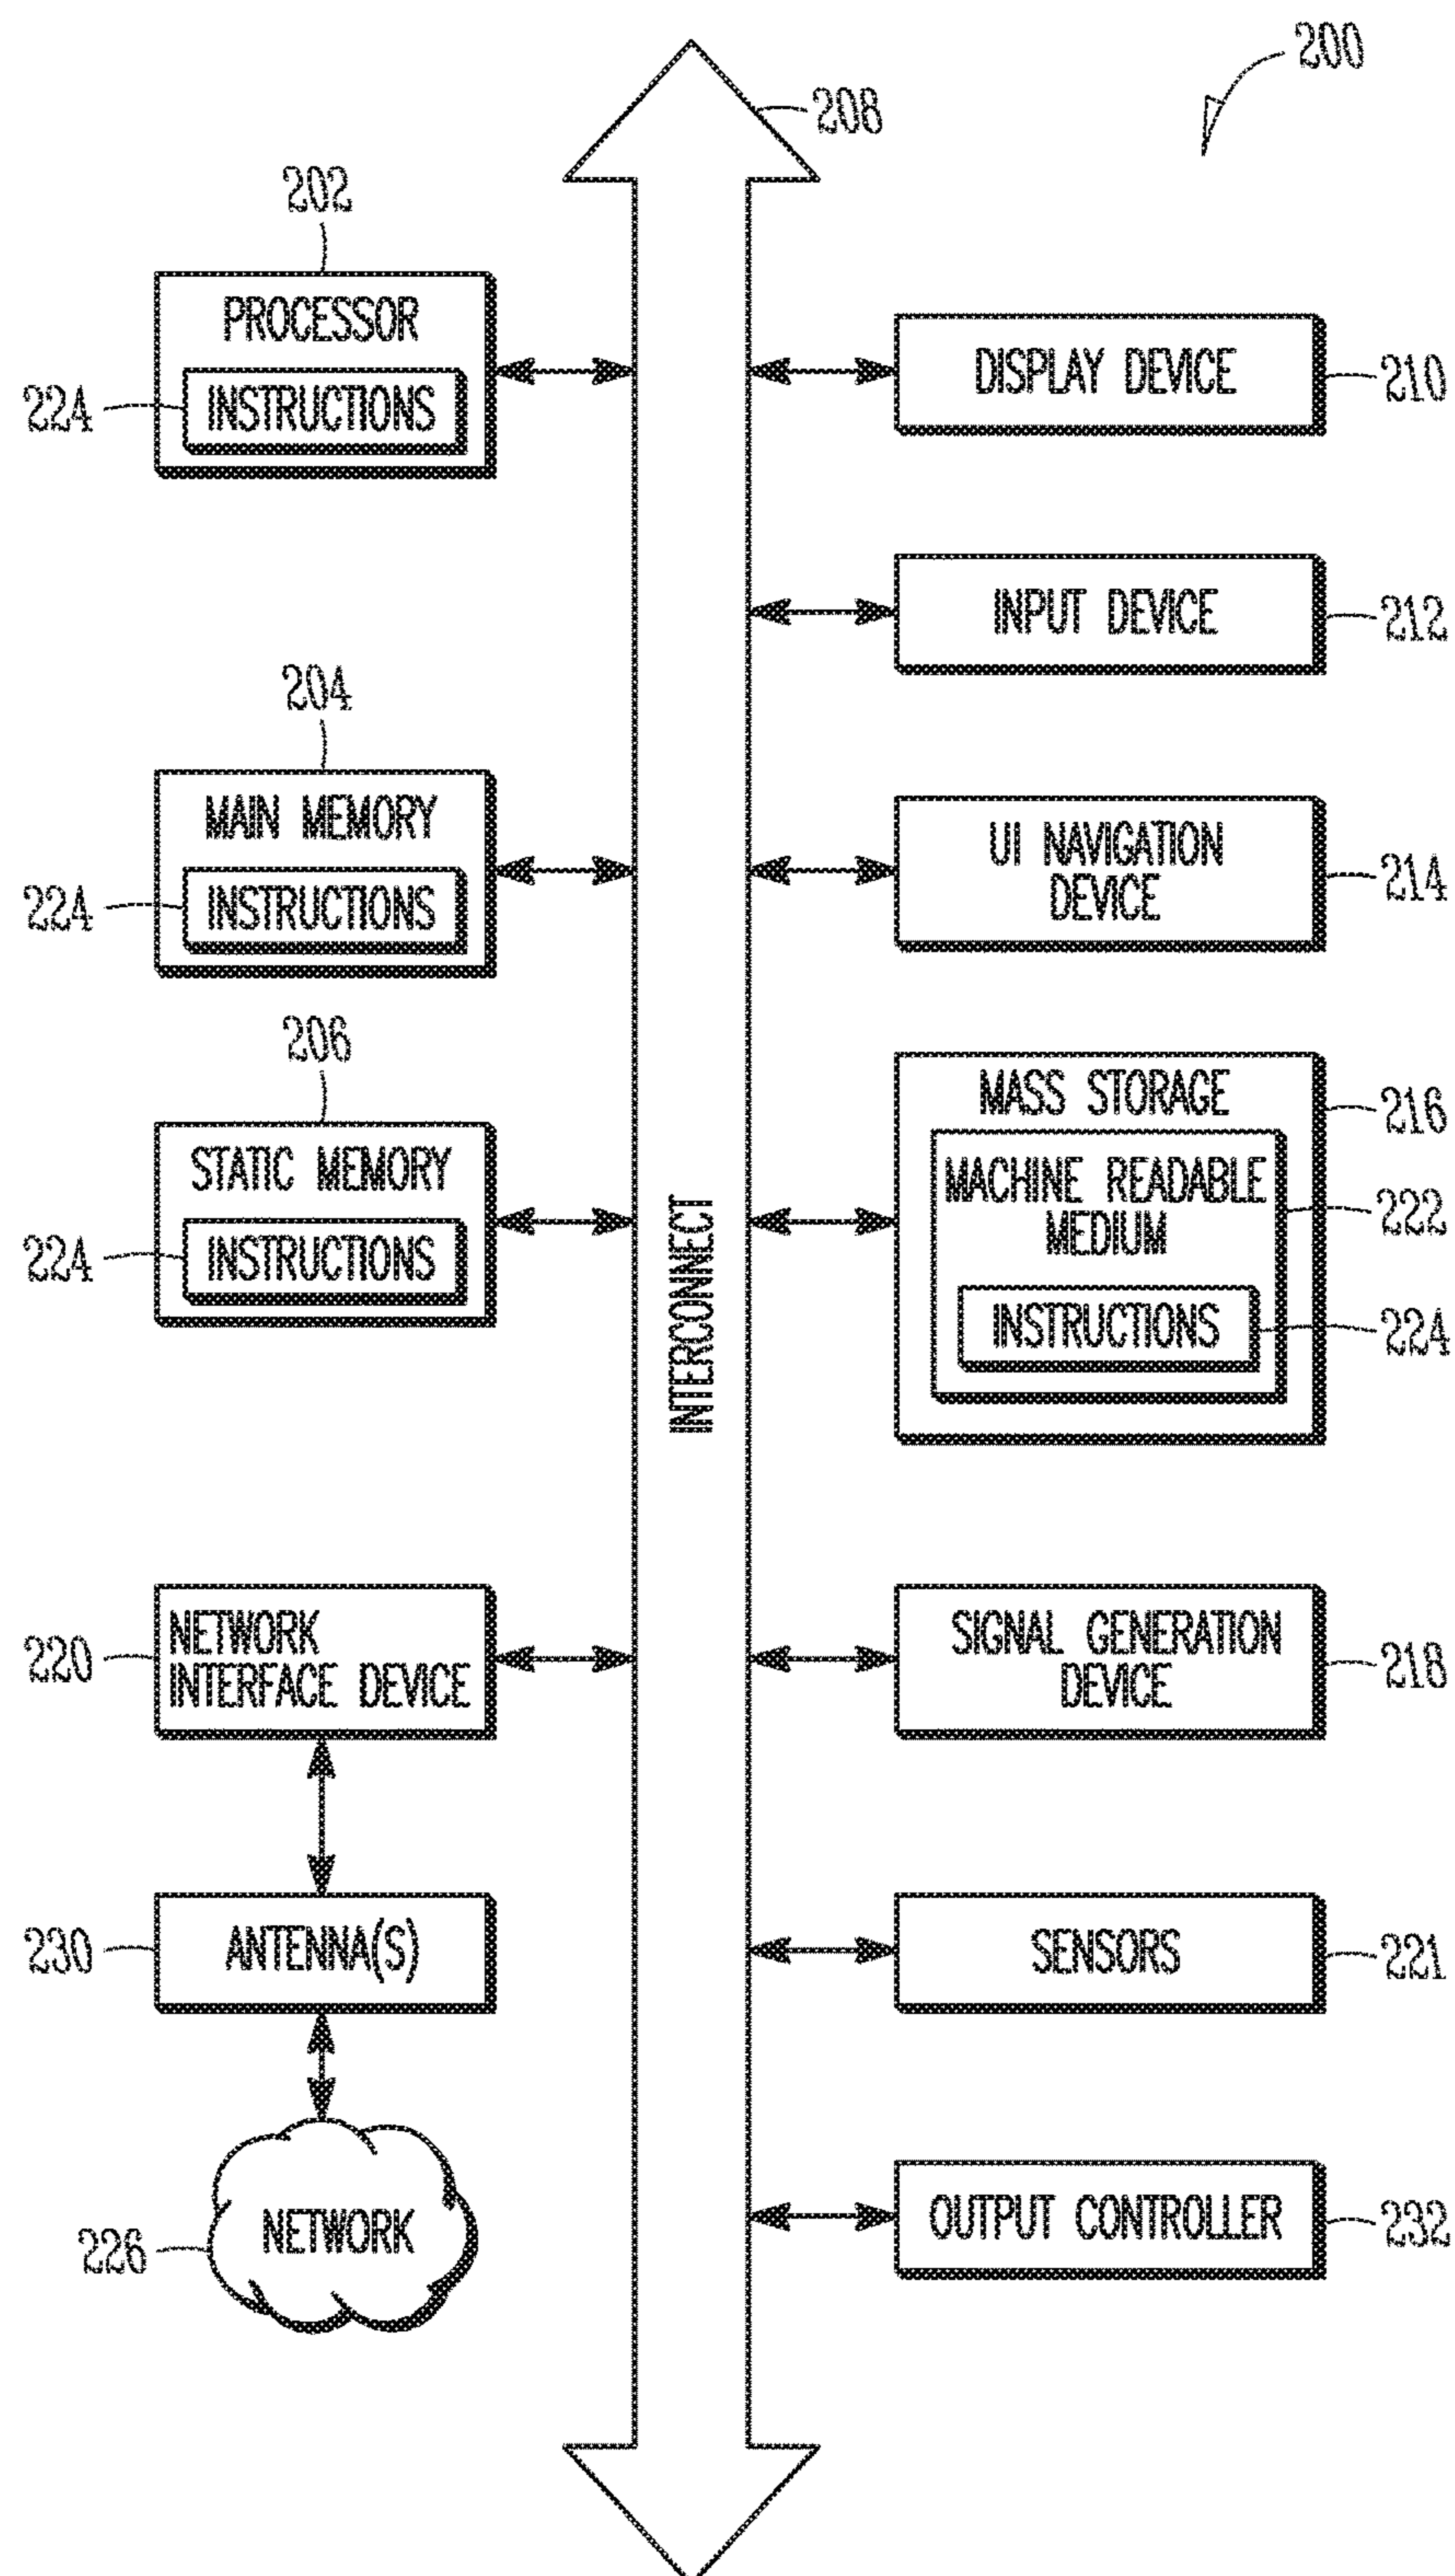 200
208
202
PROCESSOR
224
INSTRUCTIONS
DISPLAY DEVICE
210
INPUT DEVICE
212
204
MAIN MEMORY
224
INSTRUCTIONS
UI NAVIGATION
DEVICE
214
206
STATIC MEMORY
224
INSTRUCTIONS
INTERCONNECT
MASS STORAGE
216
MACHINE READABLE
MEDIUM
222
INSTRUCTIONS
224
220
NETWORK
INTERFACE DEVICE
SIGNAL GENERATION
DEVICE
218
230
ANTENNA(S)
SENSORS
221
226
NETWORK
OUTPUT CONTROLLER
232